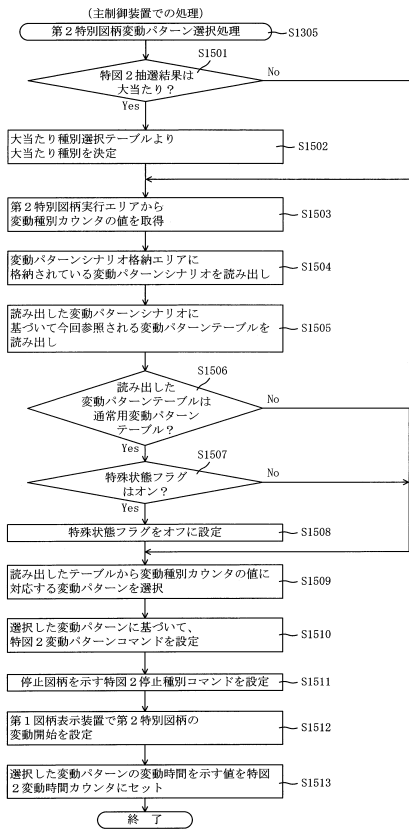 (主制御装置での処理)
第2特別図柄変動パターン選択処理
S1305
S1501
特図2抽選結果は
大当たり?
No
Yes
大当たり種別選択テーブルより
大当たり種別を決定
S1502
第2特別図柄実行エリアから
変動種別カウンタの値を取得
S1503
変動パターンシナリオ格納エリアに
格納されている変動パターンシナリオを読み出し
S1504
読み出した変動パターンシナリオに
基づいて今回参照される変動パターンテーブルを
読み出し
S1505
S1506
読み出した
変動パターンテーブルは
通常用変動パターン
テーブル?
No
Yes
S1507
特殊状態フラグ
はオン?
No
Yes
特殊状態フラグをオフに設定
S1508
読み出したテーブルから変動種別カウンタの値に
対応する変動パターンを選択
S1509
選択した変動パターンに基づいて、
特図2変動パターンコマンドを設定
S1510
停止図柄を示す特図2停止種別コマンドを設定
S1511
第1図柄表示装置で第2特別図柄の
変動開始を設定
S1512
選択した変動パターンの変動時間を示す値を特図
2変動時間カウンタにセット
S1513
終 了